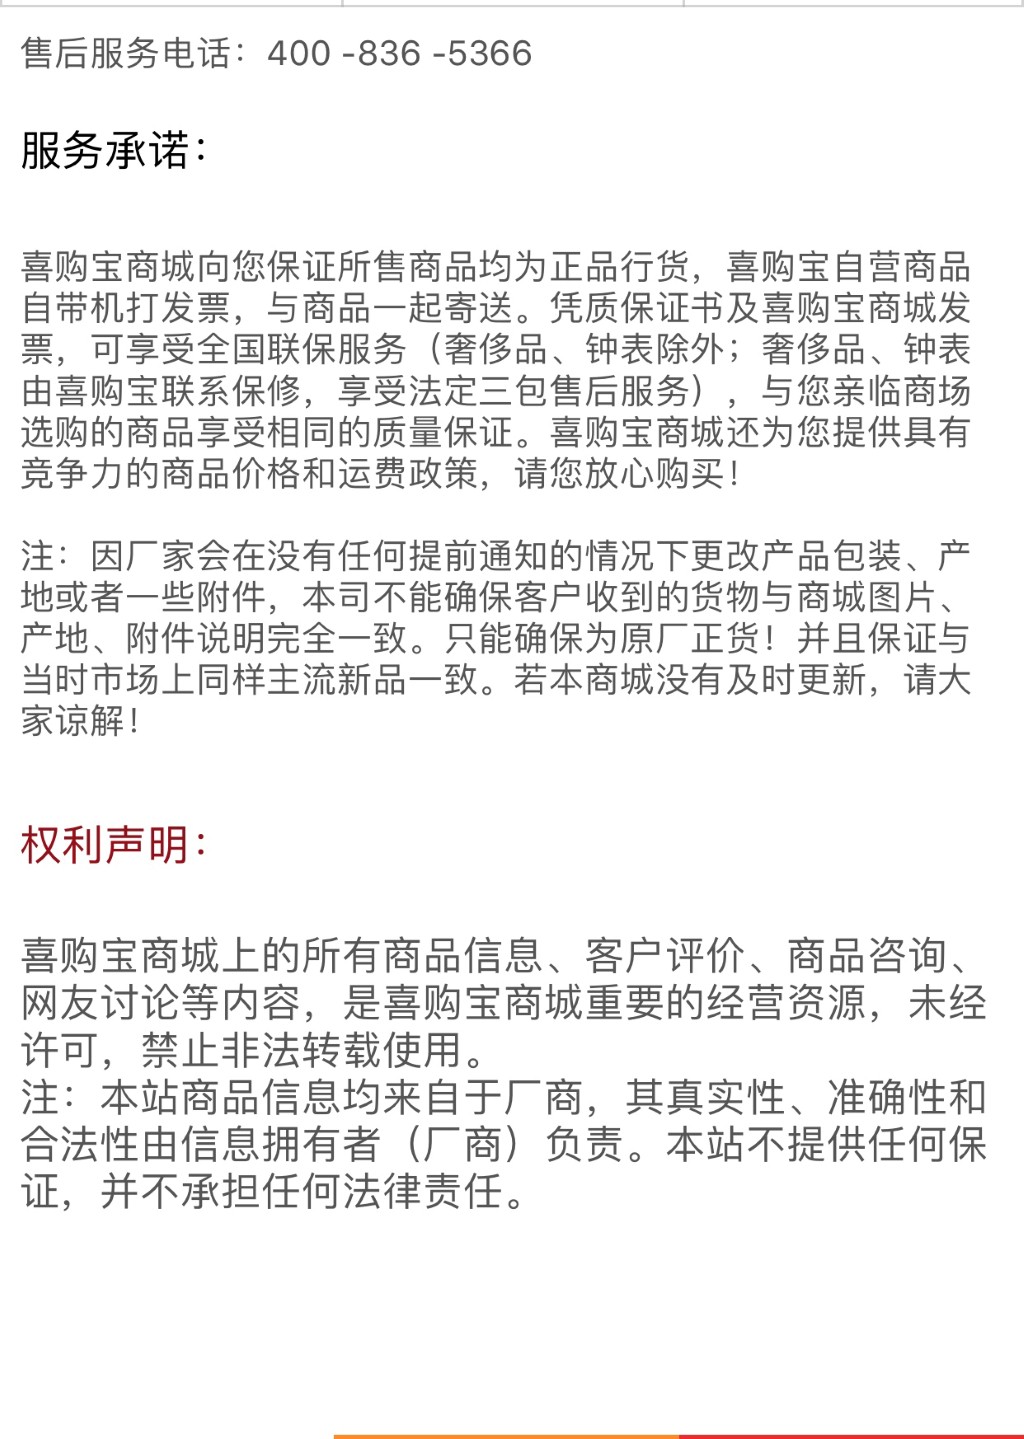 售后服务电话：400 -836 -5366
服务承诺：
喜购宝商城向您保证所售商品均为正品行货，喜购宝自营商品
自带机打发票，与商品一起寄送。凭质保证书及喜购宝商城发
票，可享受全国联保服务（奢侈品、钟表除外；奢侈品、钟表
由喜购宝联系保修，享受法定三包售后服务），与您亲临商场
选购的商品享受相同的质量保证。喜购宝商城还为您提供具有
竞争力的商品价格和运费政策，请您放心购买！
注：因厂家会在没有任何提前通知的情况下更改产品包装、产
地或者一些附件，本司不能确保客户收到的货物与商城图片、
产地、附件说明完全一致。只能确保为原厂正货！并且保证与
当时市场上同样主流新品一致。若本商城没有及时更新，请大
家谅解！
权利声明：
喜购宝商城上的所有商品信息、客户评价、商品咨询、
网友讨论等内容，是喜购宝商城重要的经营资源，未经
许可，禁止非法转载使用。
注：本站商品信息均来自于厂商，其真实性、准确性和
合法性由信息拥有者（厂商）负责。本站不提供任何保
证，并不承担任何法律责任。